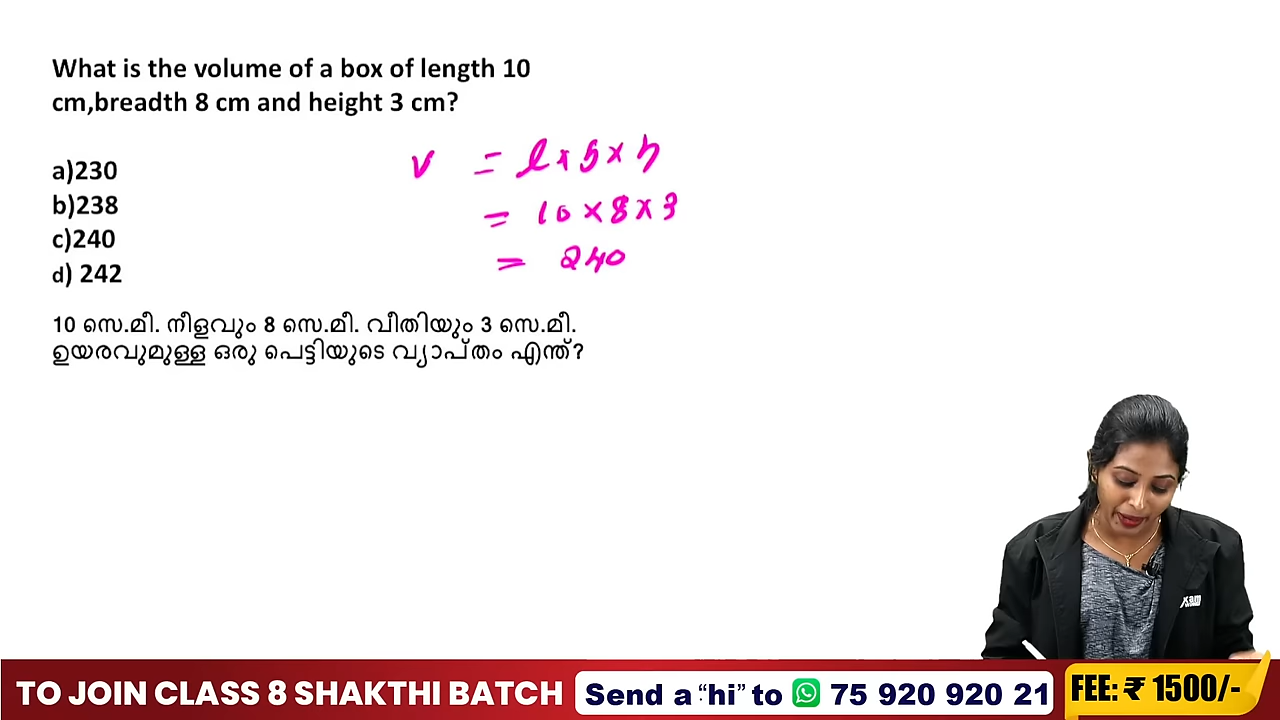 What is the volume of a box of length 10
cm,breadth 8 cm and height 3 cm?
a)230
b)238
c)240
d) 242
V = l × b × h
= 10 × 8 × 3
= 240
10 സെ.മീ. നീളവും 8 സെ.മീ. വീതിയും 3 സെ.മീ.
ഉയരവുമുള്ള ഒരു പെട്ടിയുടെ വ്യാപ്തം എന്ത്?
TO JOIN CLASS 8 SHAKTHI BATCH
Send a “hi” to 75 920 920 21
FEE: ₹ 1500/-